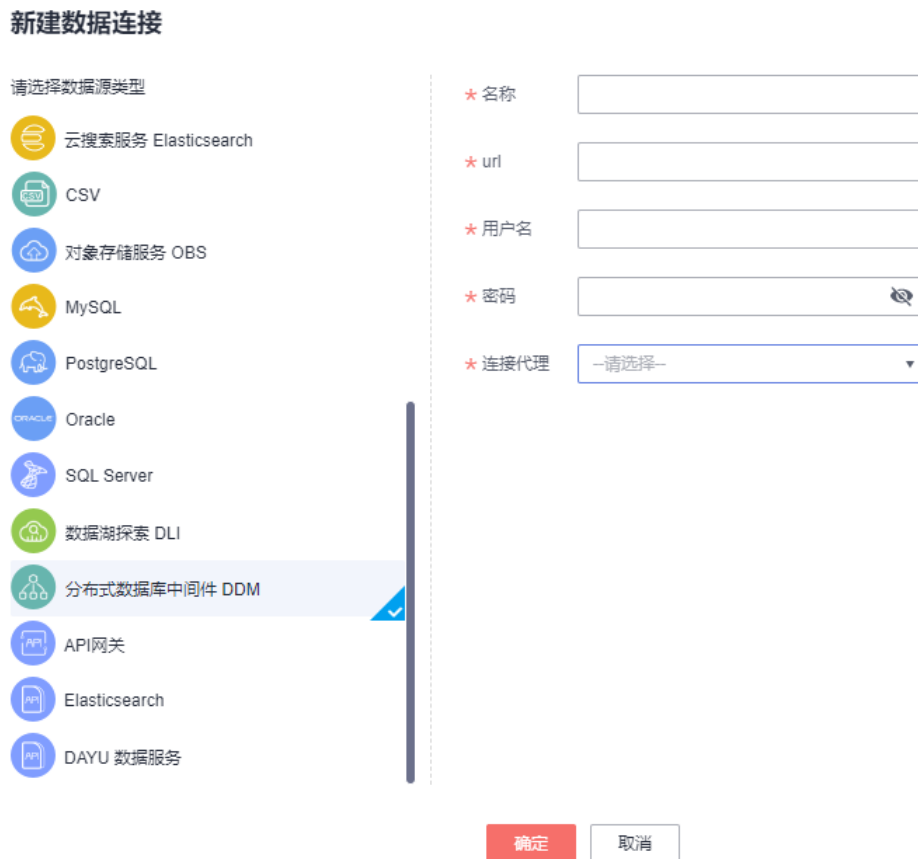 新建数据连接
请选择数据源类型
云搜索服务 Elasticsearch
CSV
CSV
对象存储服务 OBS
MySQL
PostgreSQL
ORACLE
Oracle
SQL Server
数据湖探索 DLI
分布式数据库中间件 DDM
API
API网关
API
Elasticsearch
API
DAYU 数据服务
* 名称
* url
* 用户名
* 密码
* 连接代理
--请选择--
确定
取消